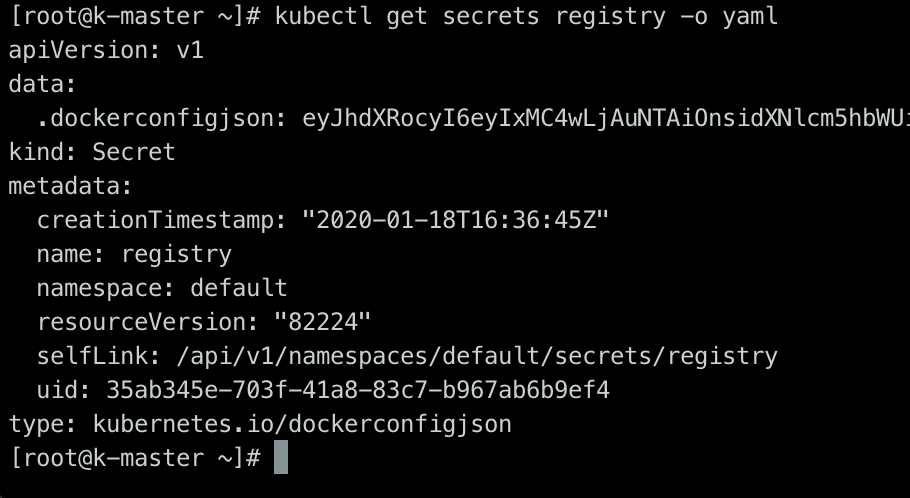 [root@k-master ~]# kubectl get secrets registry -o yaml
apiVersion: v1
data:
  .dockerconfigjson: eyJhdXRocyI6eyIxMC4wLjAuNTAiOnsidXNlcm5hbWUi
kind: Secret
metadata:
  creationTimestamp: "2020-01-18T16:36:45Z"
  name: registry
  namespace: default
  resourceVersion: "82224"
  selfLink: /api/v1/namespaces/default/secrets/registry
  uid: 35ab345e-703f-41a8-83c7-b967ab6b9ef4
type: kubernetes.io/dockerconfigjson
[root@k-master ~]#